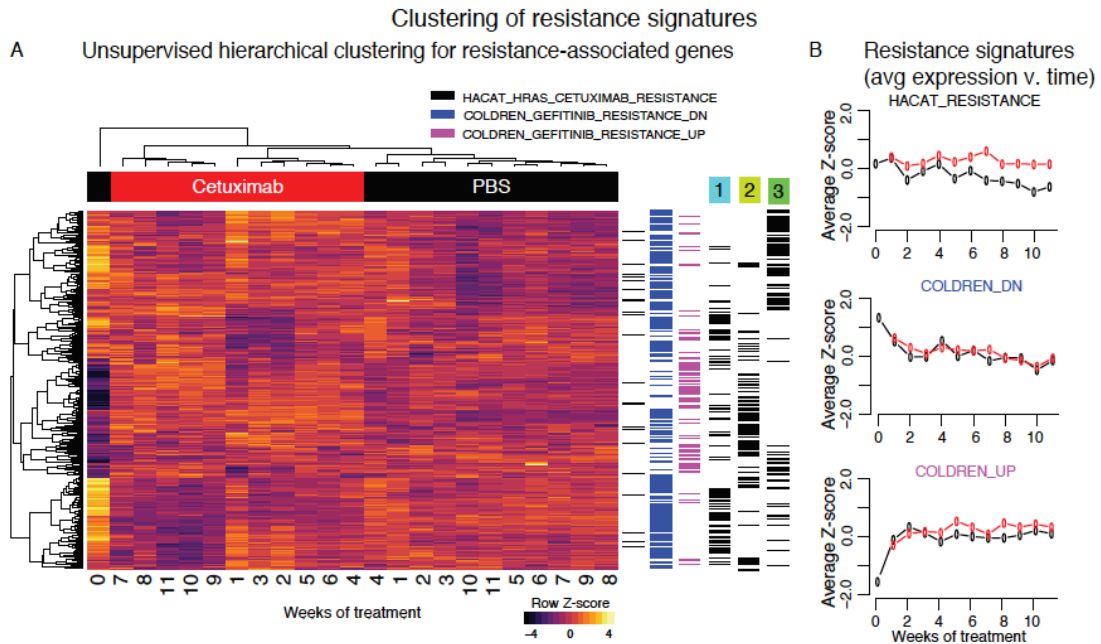 Clustering of resistance signatures
A Unsupervised hierarchical clustering for resistance-associated genes
HACAT_HRAS_CETUXIMAB_RESISTANCE
COLDREN_GEFITINIB_RESISTANCE_DN
COLDREN_GEFITINIB_RESISTANCE_UP
Cetuximab PBS 1 2 3
0 7 8 11 10 9 1 3 2 5 6 4 4 1 2 3 10 11 5 6 7 9 8
Weeks of treatment
Row Z-score
−4 0 4
B Resistance signatures
(avg expression v. time)
HACAT_RESISTANCE
Average Z-score
2.0
0.0
−2.0
0 2 4 6 8 10
COLDREN_DN
Average Z-score
2.0
0.0
−2.0
0 2 4 6 8 10
COLDREN_UP
Average Z-score
2.0
0.0
−2.0
0 2 4 6 8 10
Weeks of treatment